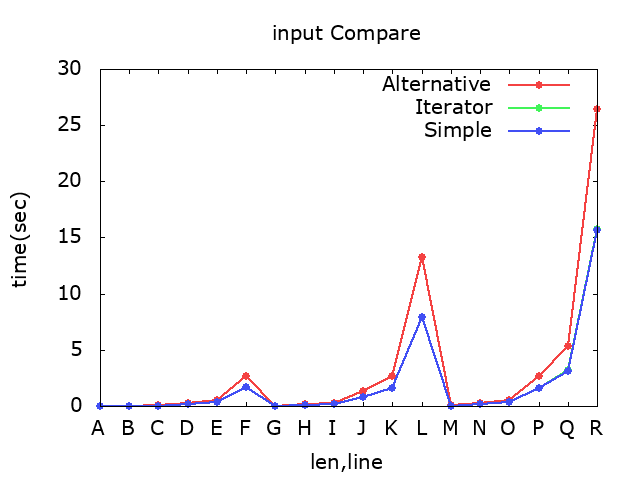 input Compare
Alternative
Iterator
Simple
time(sec)
30
25
20
15
10
5
0
A B C D E F G H I J K L M N O P Q R
len,line